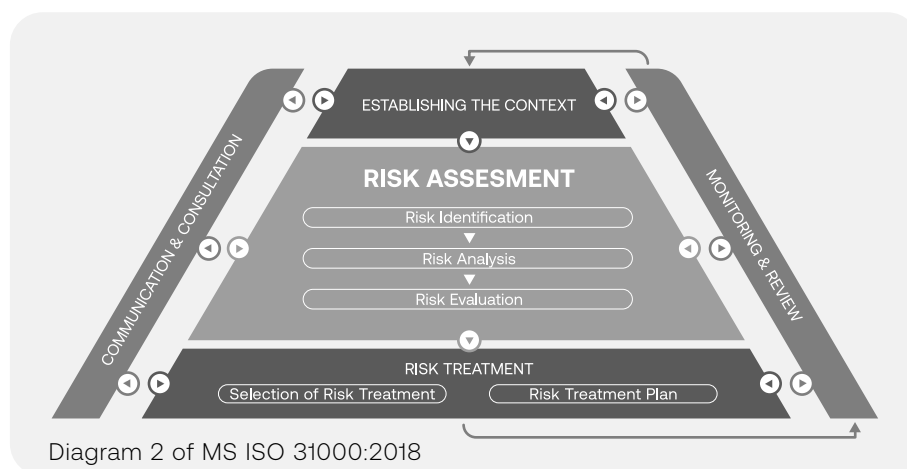 ESTABLISHING THE CONTEXT
COMMUNICATION & CONSULTATION
RISK ASSESMENT
Risk Identification
Risk Analysis
Risk Evaluation
MONITORING & REVIEW
RISK TREATMENT
Selection of Risk Treatment
Risk Treatment Plan
Diagram 2 of MS ISO 31000:2018